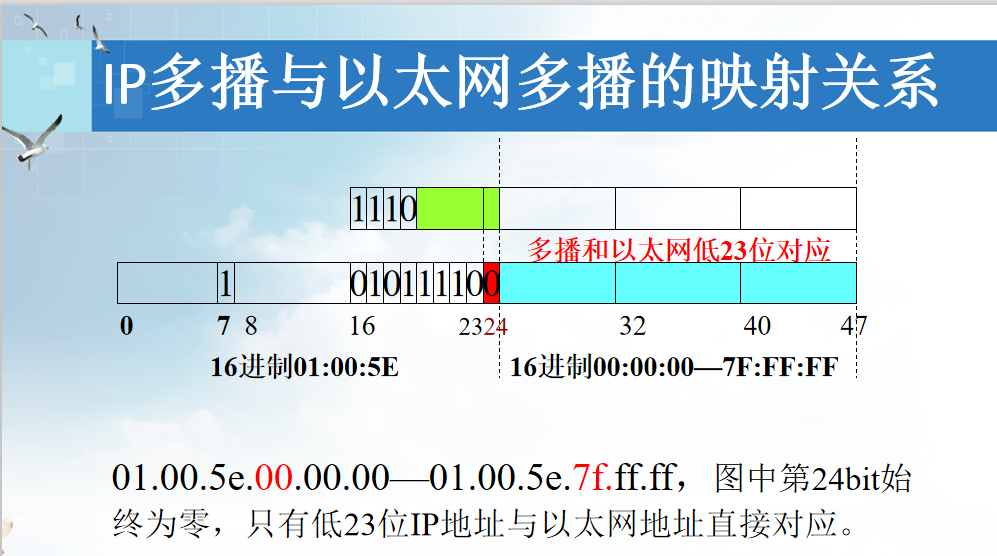 IP多播与以太网多播的映射关系
1110
多播和以太网低23位对应
1 01011110 0
0 7 8 16 23 24 32 40 47
16进制01:00:5E 16进制00:00:00—7F:FF:FF
01.00.5e.00.00.00—01.00.5e.7f.ff.ff，图中第24bit始
终为零，只有低23位IP地址与以太网地址直接对应。